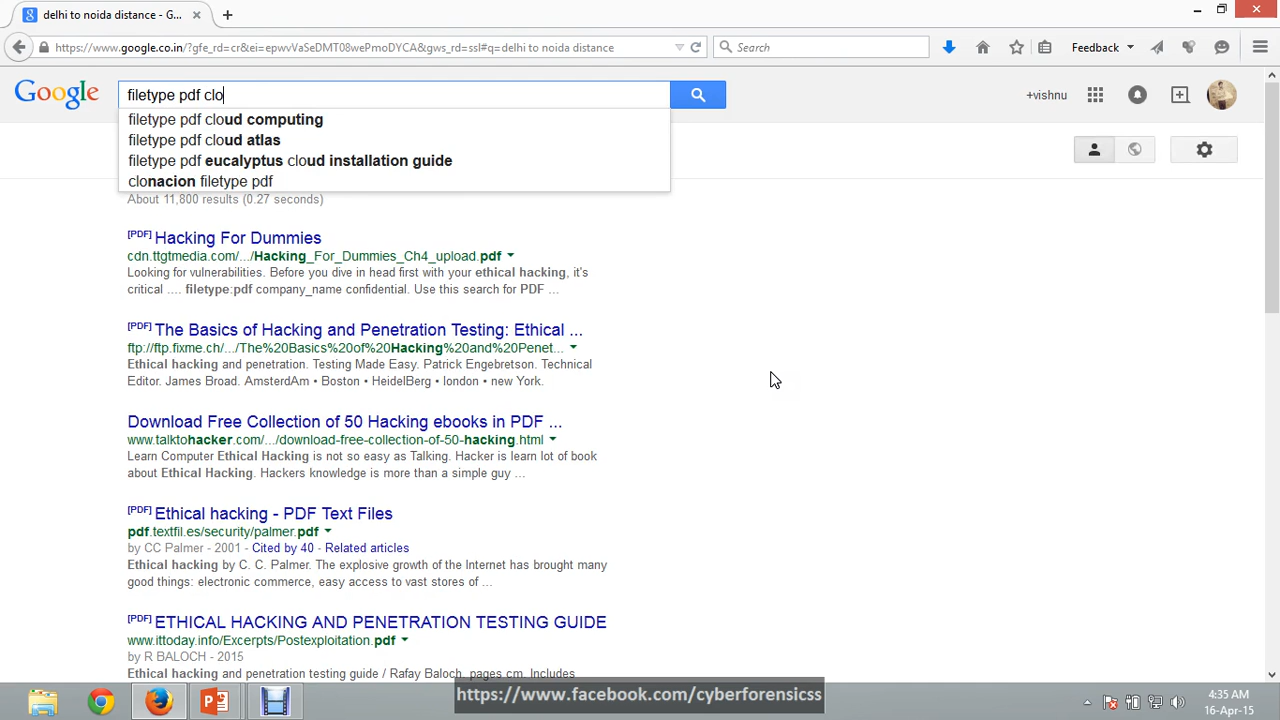 delhi to noida distance - G...
https://www.google.co.in/?gfe_rd=cr&ei=epwvVaSeDMT08wePmoDYCA&gws_rd=ssl#q=delhi to noida distance
Search
Feedback
Google
filetype pdf clo
+vishnu
filetype pdf cloud computing
filetype pdf cloud atlas
filetype pdf eucalyptus cloud installation guide
clonacion filetype pdf
About 11,800 results (0.27 seconds)
[PDF] Hacking For Dummies
cdn.ttgtmedia.com/.../Hacking_For_Dummies_Ch4_upload.pdf
Looking for vulnerabilities. Before you dive in head first with your ethical hacking, it's
critical .... filetype:pdf company_name confidential. Use this search for PDF ...
[PDF] The Basics of Hacking and Penetration Testing: Ethical ...
ftp://ftp.fixme.ch/.../The%20Basics%20of%20Hacking%20and%20Penet...
Ethical hacking and penetration. Testing Made Easy. Patrick Engebretson. Technical
Editor. James Broad. AmsterdAm • Boston • HeidelBerg • london • new York.
Download Free Collection of 50 Hacking ebooks in PDF ...
www.talktohacker.com/.../download-free-collection-of-50-hacking.html
Learn Computer Ethical Hacking is not so easy as Talking. Hacker is learn lot of book
about Ethical Hacking. Hackers knowledge is more than a simple guy ...
[PDF] Ethical hacking - PDF Text Files
pdf.textfil.es/security/palmer.pdf
by CC Palmer - 2001 - Cited by 40 - Related articles
Ethical hacking by C. C. Palmer. The explosive growth of the Internet has brought many
good things: electronic commerce, easy access to vast stores of ...
[PDF] ETHICAL HACKING AND PENETRATION TESTING GUIDE
www.ittoday.info/Excerpts/Postexploitation.pdf
by R BALOCH - 2015
Ethical hacking and penetration testing guide / Rafay Baloch. pages cm. Includes
https://www.facebook.com/cyberforensicss
4:35 AM
16-Apr-15